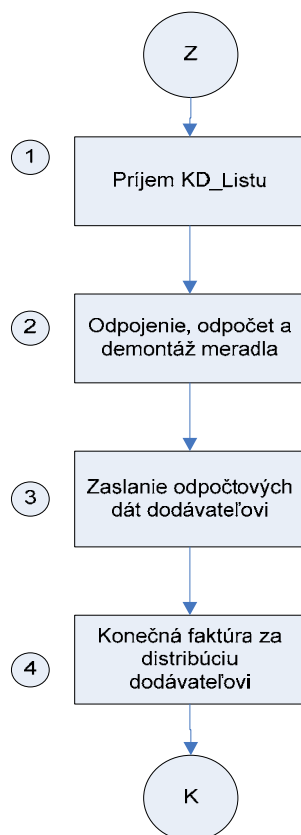 Z
1
Príjem KD_Listu
2
Odpojenie, odpočet a
demontáž meradla
3
Zaslanie odpočtových
dát dodávateľovi
4
Konečná faktúra za
distribúciu
dodávateľovi
K